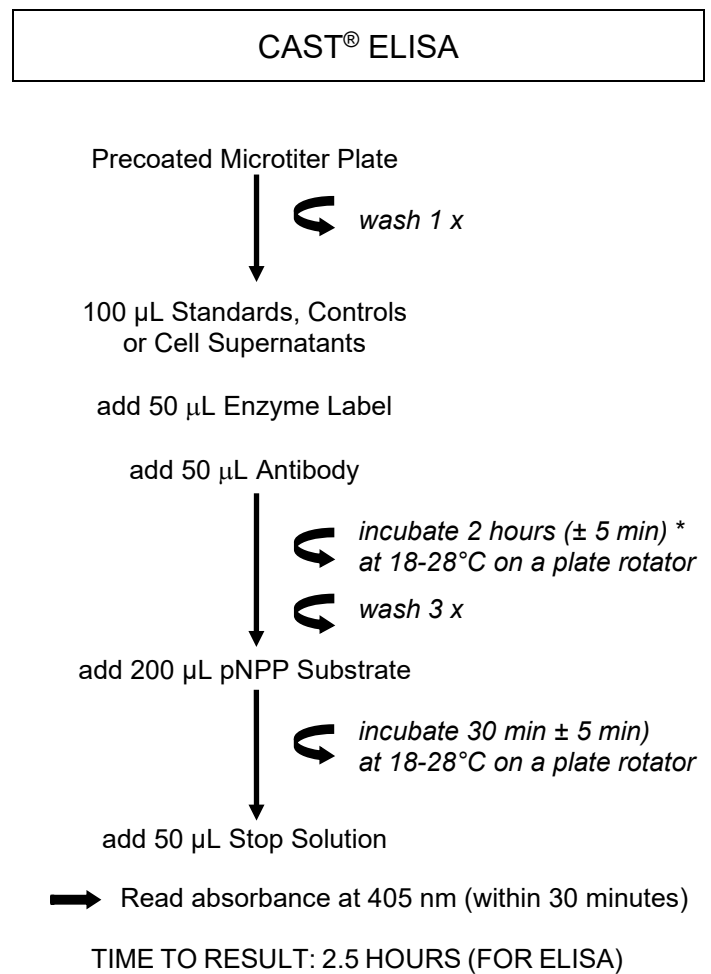 CAST® ELISA
Precoated Microtiter Plate
wash 1 x
100 µL Standards, Controls
or Cell Supernatants
add 50 μL Enzyme Label
add 50 μL Antibody
incubate 2 hours (± 5 min) *
at 18-28°C on a plate rotator
wash 3 x
add 200 µL pNPP Substrate
incubate 30 min ± 5 min)
at 18-28°C on a plate rotator
add 50 µL Stop Solution
Read absorbance at 405 nm (within 30 minutes)
TIME TO RESULT: 2.5 HOURS (FOR ELISA)